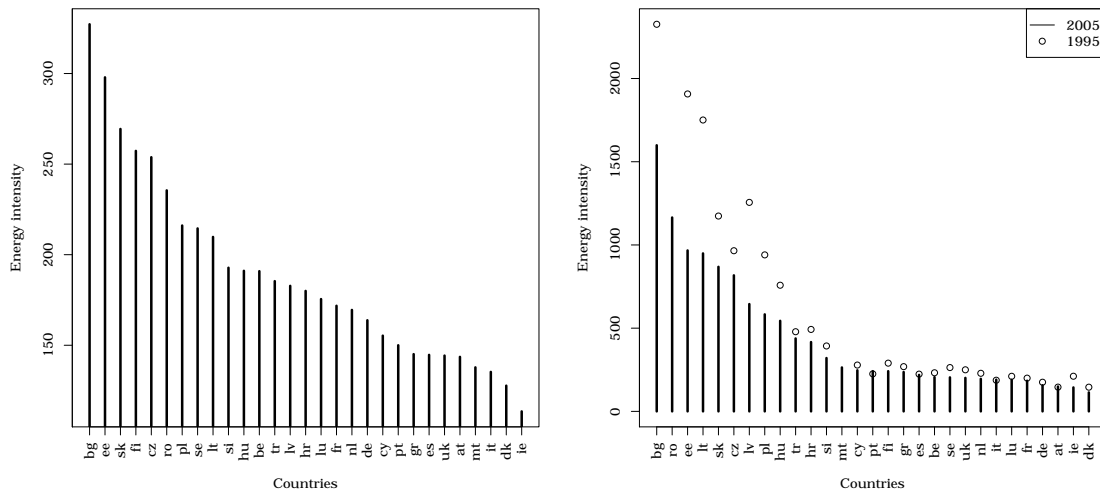 Energy intensity
300
250
200
150
bg ee sk fi cz ro pl se lt si hu be tr lv hr lu fr nl de cy pt gr es uk at mt it dk ie
Countries
Energy intensity
2000
1500
1000
500
0
bg ro ee lt sk cz lv pl hu tr hr si mt cy pt fi gr es be se uk nl it lu fr de at ie dk
Countries
2005
1995